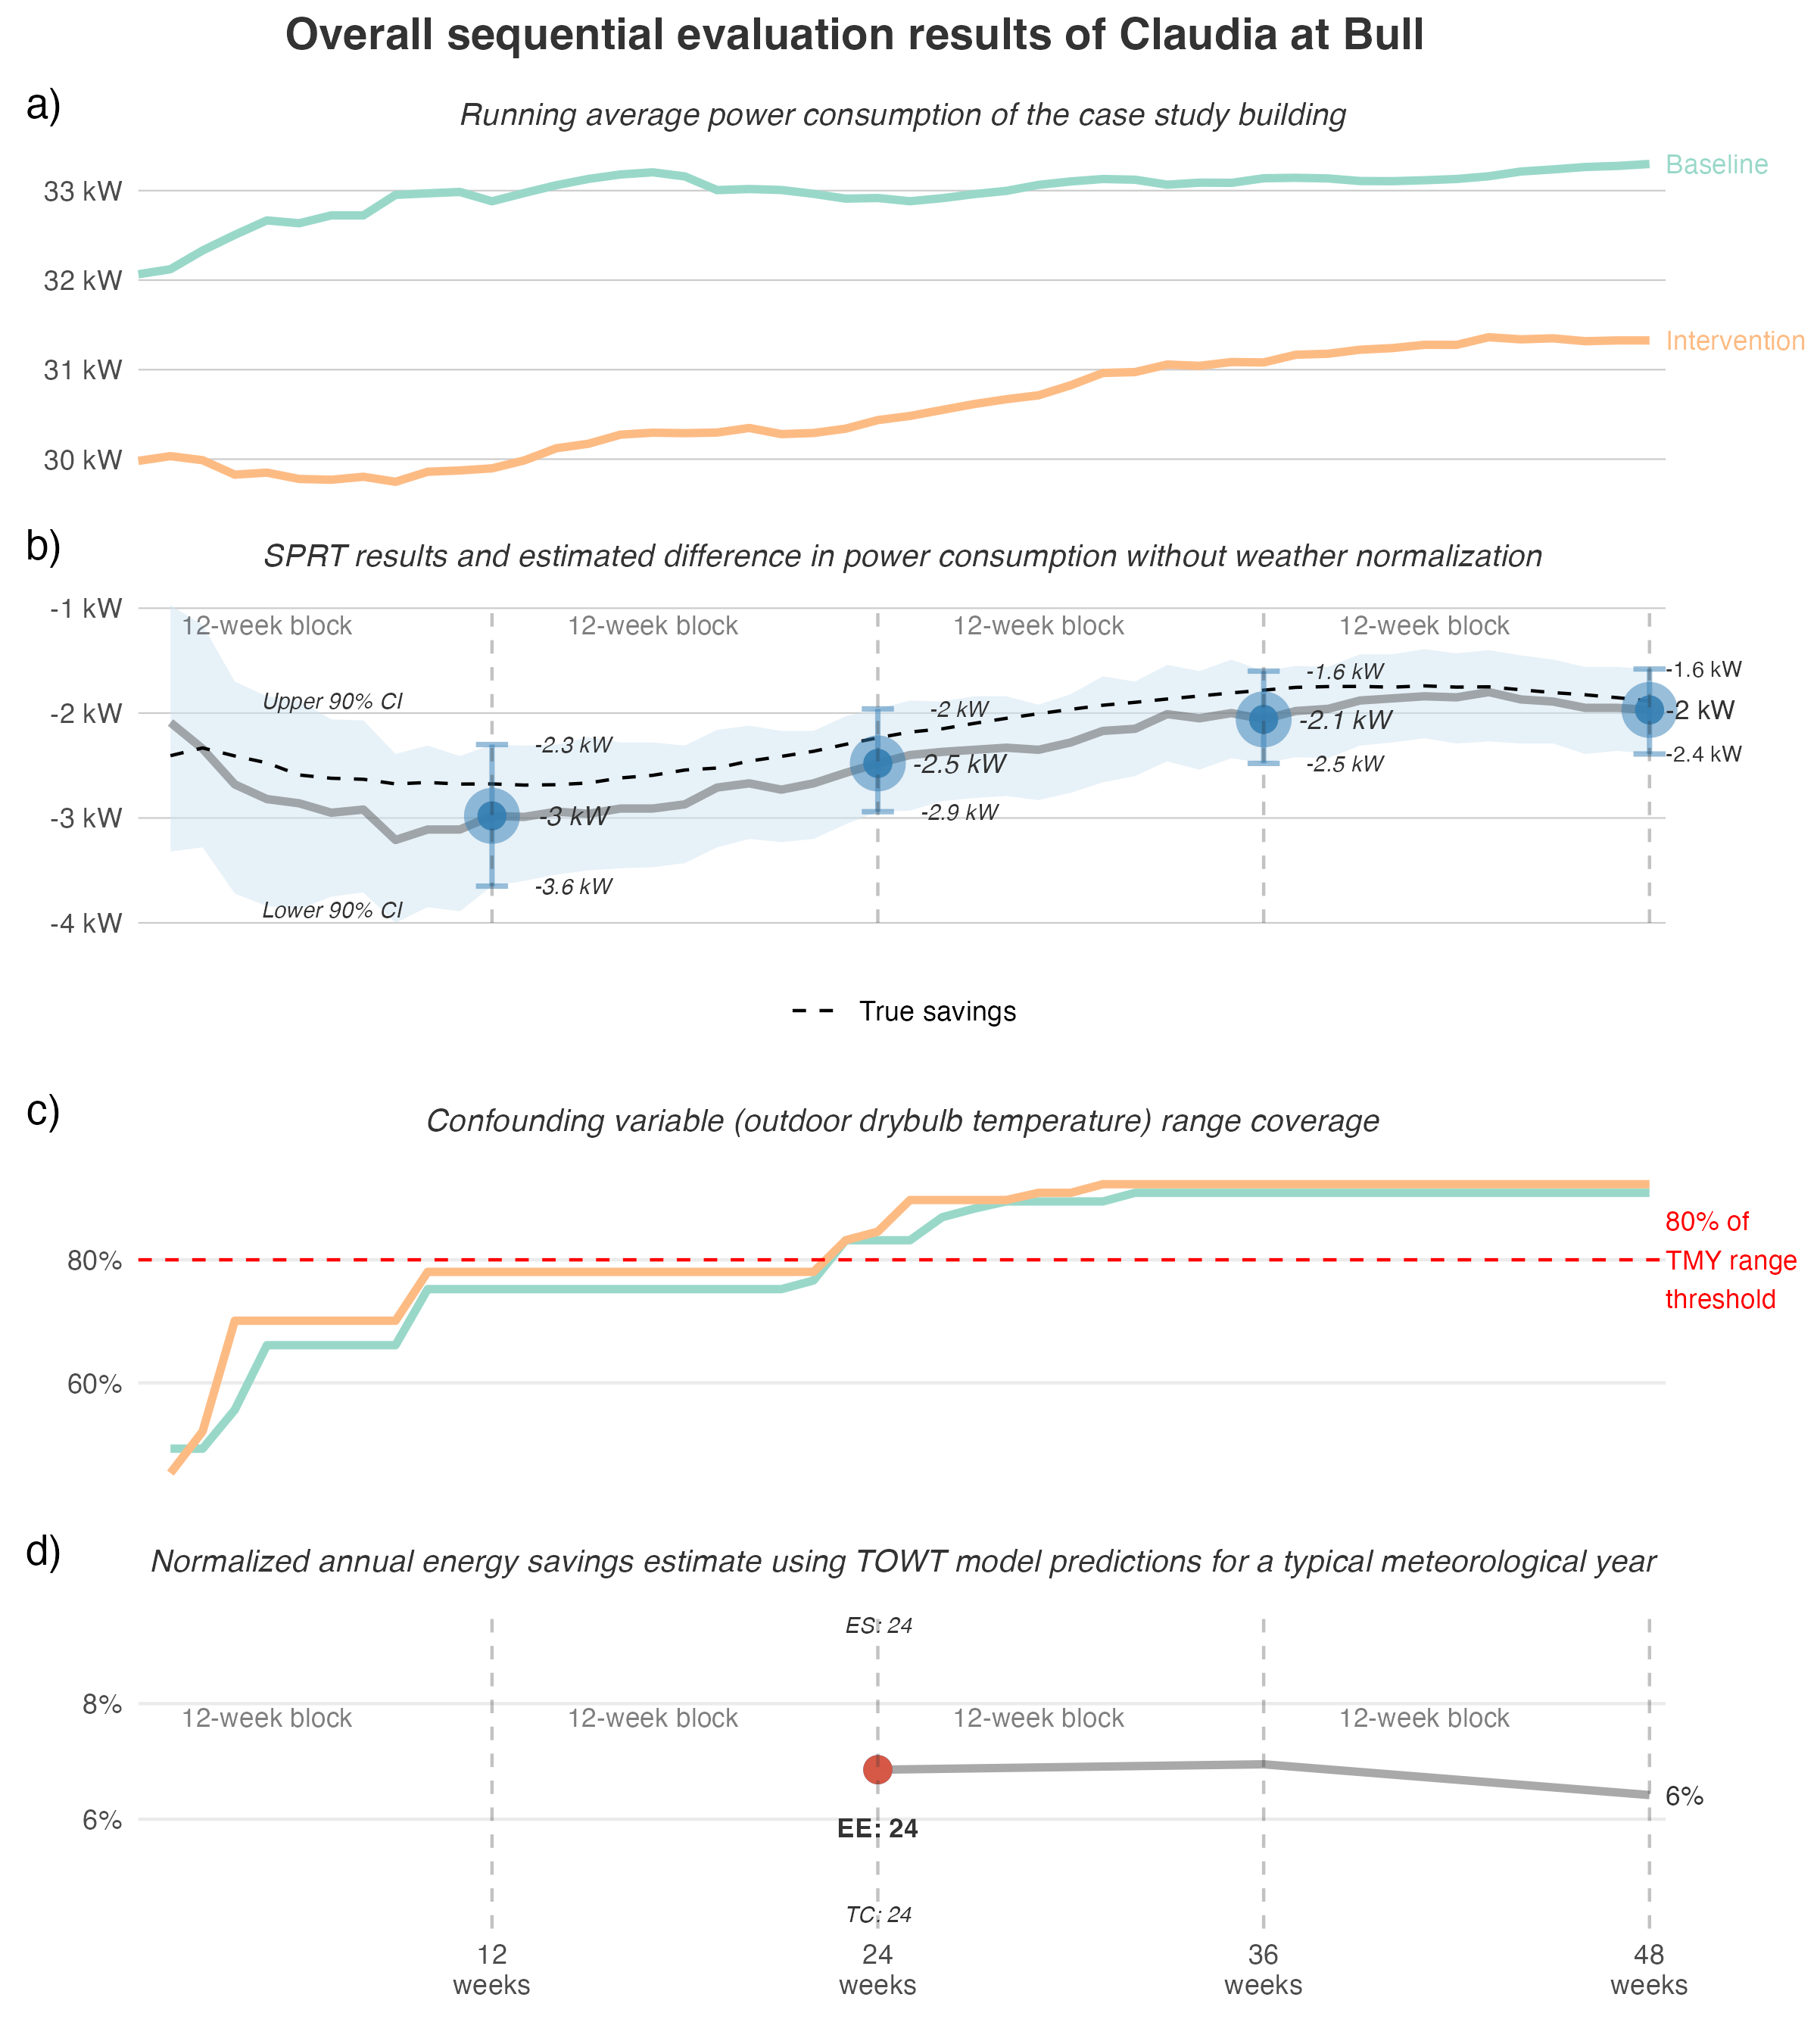 Overall sequential evaluation results of Claudia at Bull
a)
Running average power consumption of the case study building
33 kW
32 kW
31 kW
30 kW
Baseline
Intervention
b)
SPRT results and estimated difference in power consumption without weather normalization
-1 kW
-2 kW
-3 kW
-4 kW
12-week block
12-week block
12-week block
12-week block
Upper 90% CI
Lower 90% CI
-2.3 kW
-3 kW
-3.6 kW
-2 kW
-2.5 kW
-2.9 kW
-1.6 kW
-2.1 kW
-2.5 kW
-1.6 kW
-2 kW
-2.4 kW
True savings
c)
Confounding variable (outdoor drybulb temperature) range coverage
80%
60%
80% of
TMY range
threshold
d)
Normalized annual energy savings estimate using TOWT model predictions for a typical meteorological year
ES: 24
8%
12-week block
12-week block
12-week block
12-week block
6%
6%
EE: 24
TC: 24
12
weeks
24
weeks
36
weeks
48
weeks